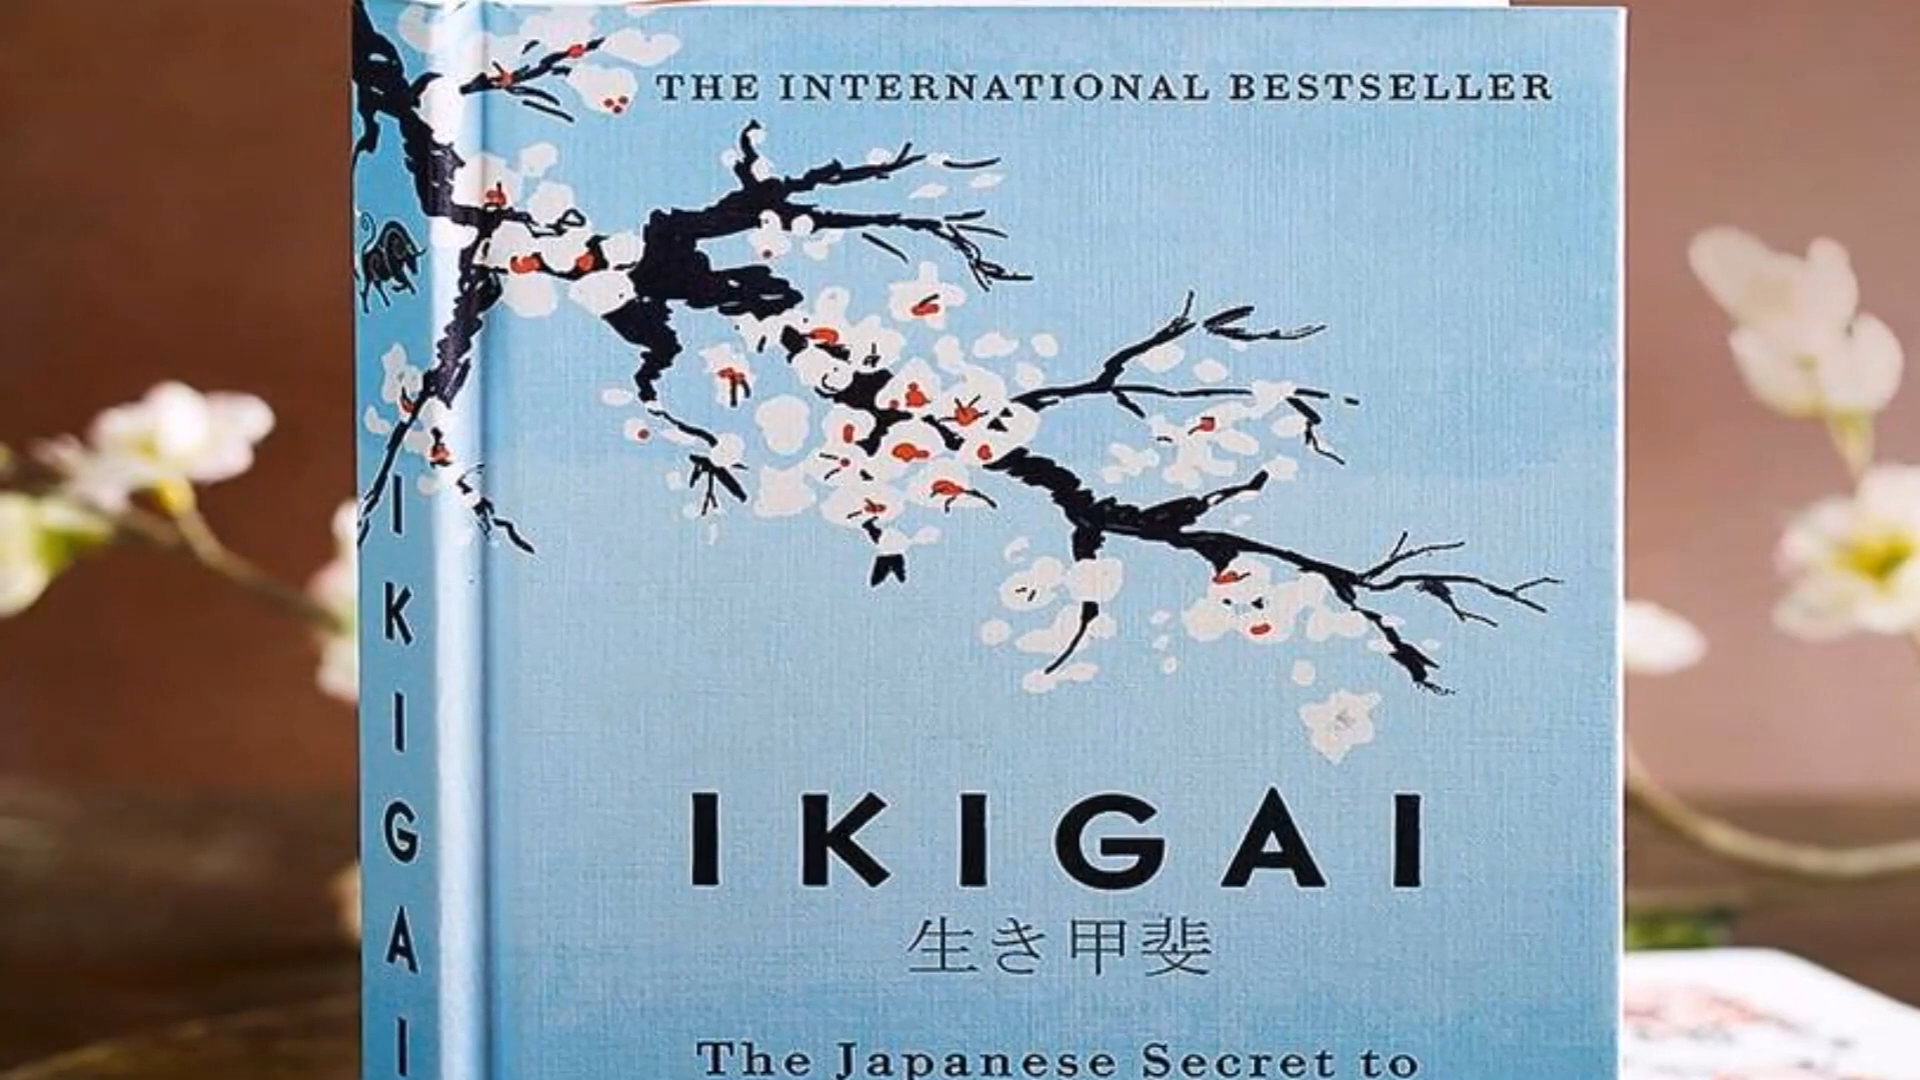 THE INTERNATIONAL BESTSELLER
IKIGAI
IKIGAI
生き甲斐
The Japanese Secret to